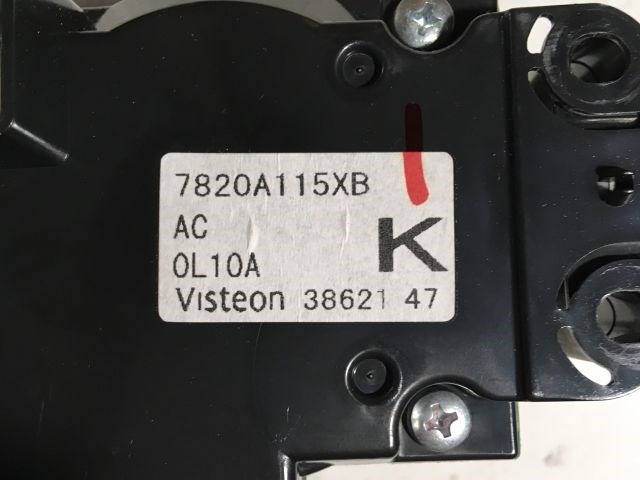 7820A115XB
AC
0L10A K
Visteon 38621 47